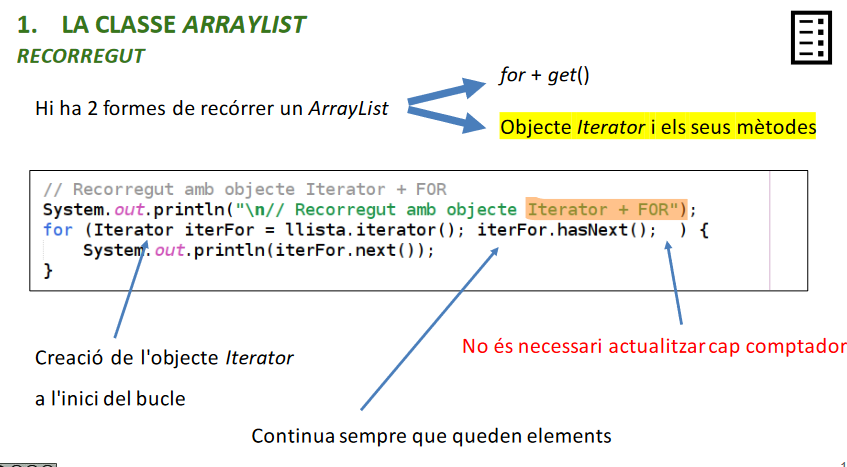 1. LA CLASSE ARRAYLIST
RECORREGUT
for + get()
Hi ha 2 formes de recórrer un ArrayList
Objecte Iterator i els seus mètodes
// Recorregut amb objecte Iterator + FOR
System.out.println("\n// Recorregut amb objecte Iterator + FOR");
for (Iterator iterFor = llista.iterator(); iterFor.hasNext();  ) {
    System.out.println(iterFor.next());
}
No és necessari actualitzar cap comptador
Creació de l'objecte Iterator
a l'inici del bucle
Continua sempre que queden elements
1